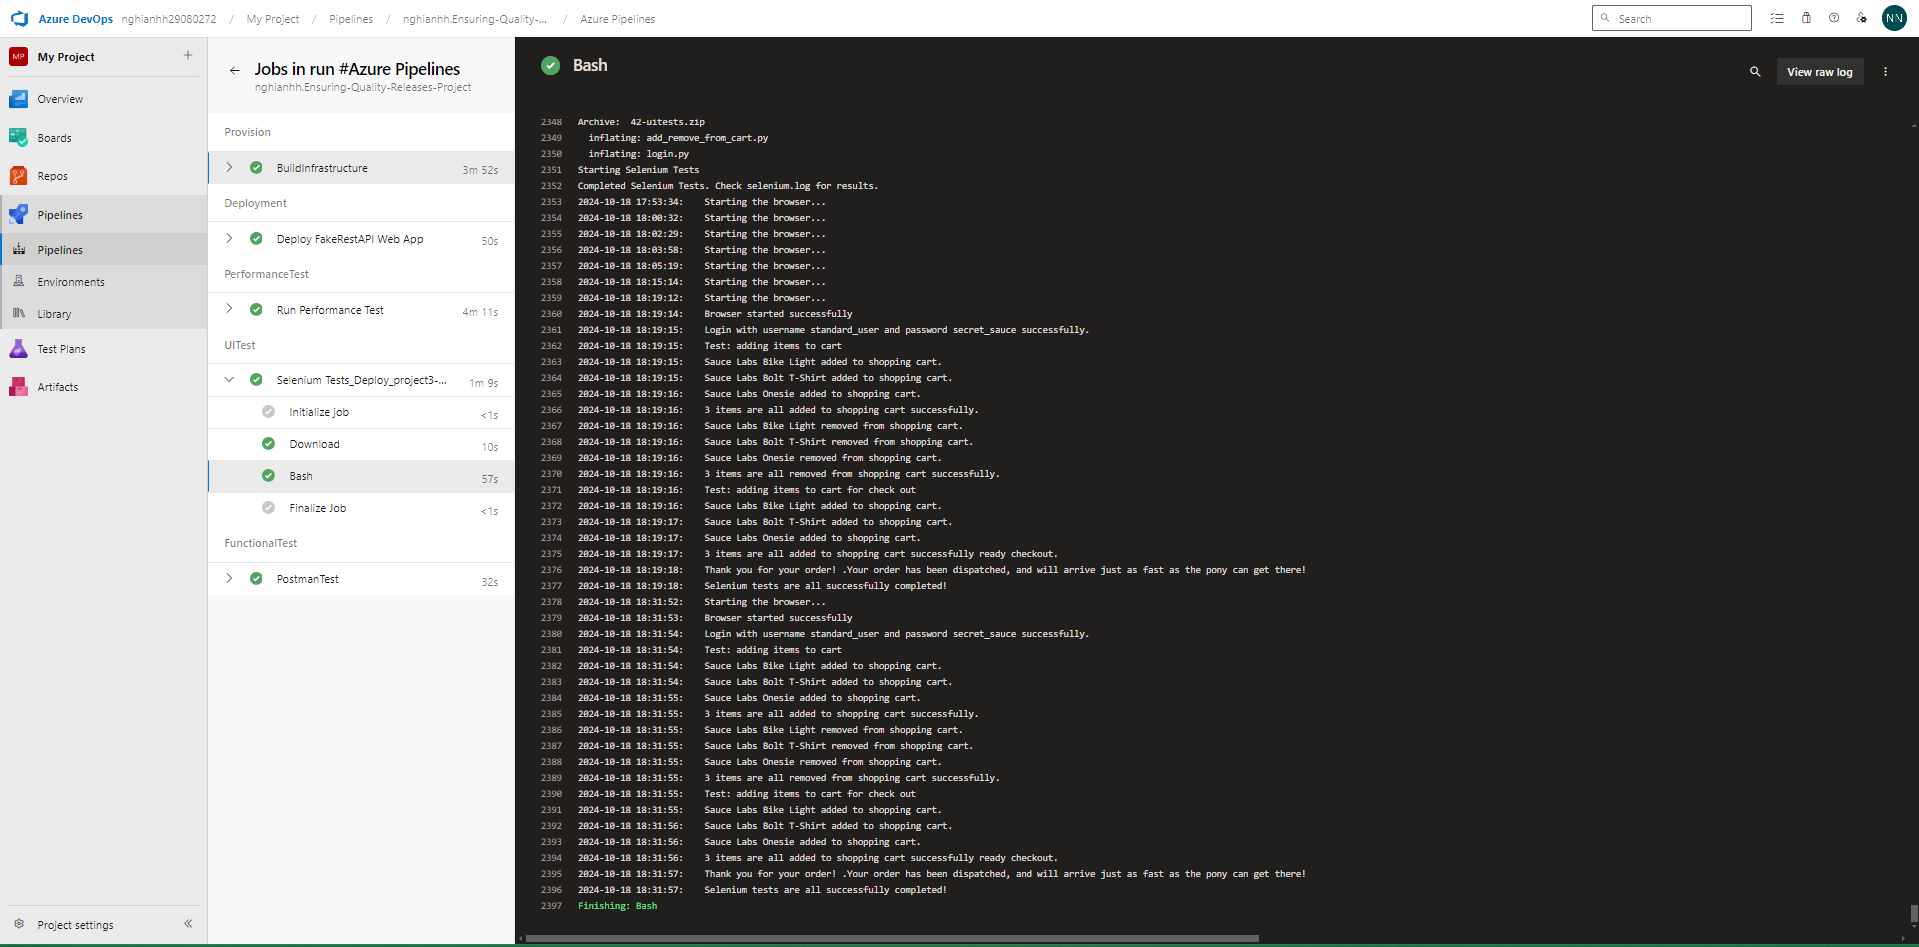 Azure DevOps nghianhh29080272 / My Project / Pipelines / nghianhh.Ensuring-Quality-... / Azure Pipelines
Search
NN
MP My Project +
Overview
Boards
Repos
Pipelines
Pipelines
Environments
Library
Test Plans
Artifacts
Project settings
Jobs in run #Azure Pipelines
nghianhh.Ensuring-Quality-Releases-Project
Provision
BuildInfrastructure 3m 52s
Deployment
Deploy FakeRestAPI Web App 50s
PerformanceTest
Run Performance Test 4m 11s
UITest
Selenium Tests_Deploy_project3-... 1m 9s
Initialize job <1s
Download 10s
Bash 57s
Finalize Job <1s
FunctionalTest
PostmanTest 32s
Bash
View raw log
2348 Archive: 42-uitests.zip
2349 inflating: add_remove_from_cart.py
2350 inflating: login.py
2351 Starting Selenium Tests
2352 Completed Selenium Tests. Check selenium.log for results.
2353 2024-10-18 17:53:34: Starting the browser...
2354 2024-10-18 18:00:32: Starting the browser...
2355 2024-10-18 18:02:29: Starting the browser...
2356 2024-10-18 18:03:58: Starting the browser...
2357 2024-10-18 18:05:19: Starting the browser...
2358 2024-10-18 18:15:14: Starting the browser...
2359 2024-10-18 18:19:12: Starting the browser...
2360 2024-10-18 18:19:14: Browser started successfully
2361 2024-10-18 18:19:15: Login with username standard_user and password secret_sauce successfully.
2362 2024-10-18 18:19:15: Test: adding items to cart
2363 2024-10-18 18:19:15: Sauce Labs Bike Light added to shopping cart.
2364 2024-10-18 18:19:15: Sauce Labs Bolt T-Shirt added to shopping cart.
2365 2024-10-18 18:19:16: Sauce Labs Onesie added to shopping cart.
2366 2024-10-18 18:19:16: 3 items are all added to shopping cart successfully.
2367 2024-10-18 18:19:16: Sauce Labs Bike Light removed from shopping cart.
2368 2024-10-18 18:19:16: Sauce Labs Bolt T-Shirt removed from shopping cart.
2369 2024-10-18 18:19:16: Sauce Labs Onesie removed from shopping cart.
2370 2024-10-18 18:19:16: 3 items are all removed from shopping cart successfully.
2371 2024-10-18 18:19:16: Test: adding items to cart for check out
2372 2024-10-18 18:19:16: Sauce Labs Bike Light added to shopping cart.
2373 2024-10-18 18:19:17: Sauce Labs Bolt T-Shirt added to shopping cart.
2374 2024-10-18 18:19:17: Sauce Labs Onesie added to shopping cart.
2375 2024-10-18 18:19:17: 3 items are all added to shopping cart successfully ready checkout.
2376 2024-10-18 18:19:18: Thank you for your order! .Your order has been dispatched, and will arrive just as fast as the pony can get there!
2377 2024-10-18 18:19:18: Selenium tests are all successfully completed!
2378 2024-10-18 18:31:52: Starting the browser...
2379 2024-10-18 18:31:53: Browser started successfully
2380 2024-10-18 18:31:54: Login with username standard_user and password secret_sauce successfully.
2381 2024-10-18 18:31:54: Test: adding items to cart
2382 2024-10-18 18:31:54: Sauce Labs Bike Light added to shopping cart.
2383 2024-10-18 18:31:54: Sauce Labs Bolt T-Shirt added to shopping cart.
2384 2024-10-18 18:31:55: Sauce Labs Onesie added to shopping cart.
2385 2024-10-18 18:31:55: 3 items are all added to shopping cart successfully.
2386 2024-10-18 18:31:55: Sauce Labs Bike Light removed from shopping cart.
2387 2024-10-18 18:31:55: Sauce Labs Bolt T-Shirt removed from shopping cart.
2388 2024-10-18 18:31:55: Sauce Labs Onesie removed from shopping cart.
2389 2024-10-18 18:31:55: 3 items are all removed from shopping cart successfully.
2390 2024-10-18 18:31:55: Test: adding items to cart for check out
2391 2024-10-18 18:31:55: Sauce Labs Bike Light added to shopping cart.
2392 2024-10-18 18:31:56: Sauce Labs Bolt T-Shirt added to shopping cart.
2393 2024-10-18 18:31:56: Sauce Labs Onesie added to shopping cart.
2394 2024-10-18 18:31:56: 3 items are all added to shopping cart successfully ready checkout.
2395 2024-10-18 18:31:57: Thank you for your order! .Your order has been dispatched, and will arrive just as fast as the pony can get there!
2396 2024-10-18 18:31:57: Selenium tests are all successfully completed!
2397 Finishing: Bash